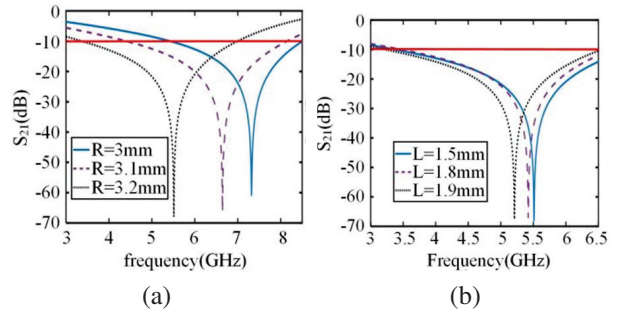 -10
-20
-30
-40
-50
-60
-70
S21(dB)
R=3mm
R=3.1mm
R=3.2mm
3 4 5 6 7 8
frequency(GHz)
(a)
0
-10
-20
-30
-40
-50
-60
-70
S21(dB)
L=1.5mm
L=1.8mm
L=1.9mm
3 3.5 4 4.5 5 5.5 6 6.5
Frequency(GHz)
(b)